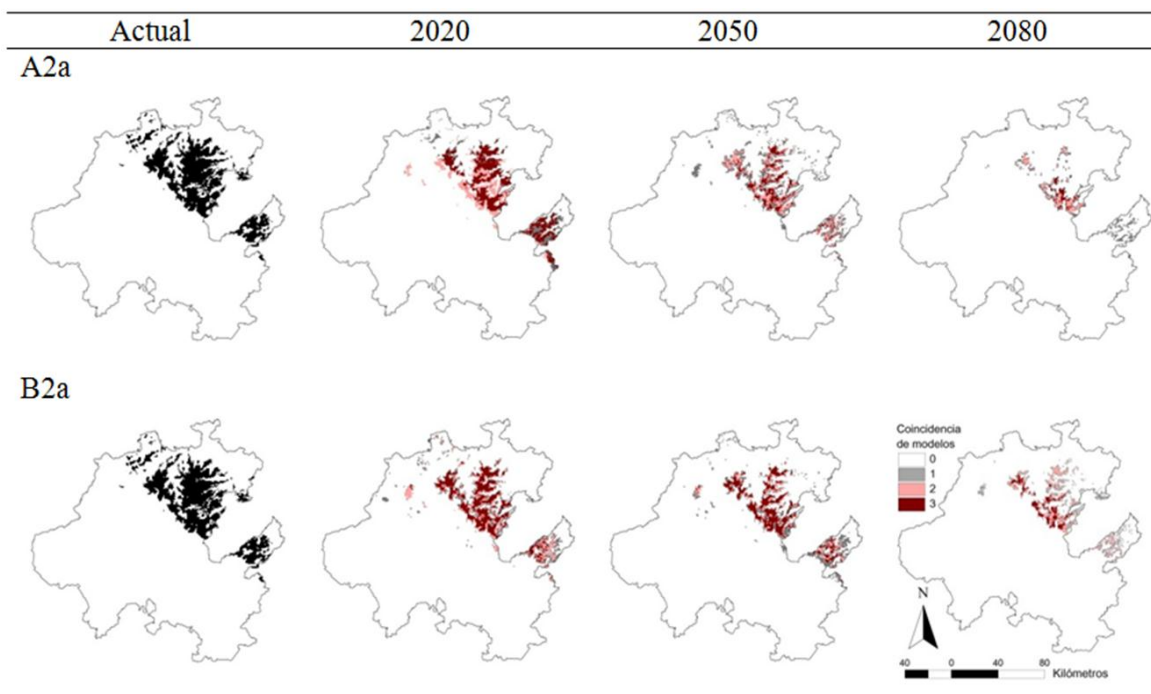 Actual 2020 2050 2080
A2a
B2a
Coincidencia
de modelos
0
1
2
3
N
40 0 40 80 Kilómetros